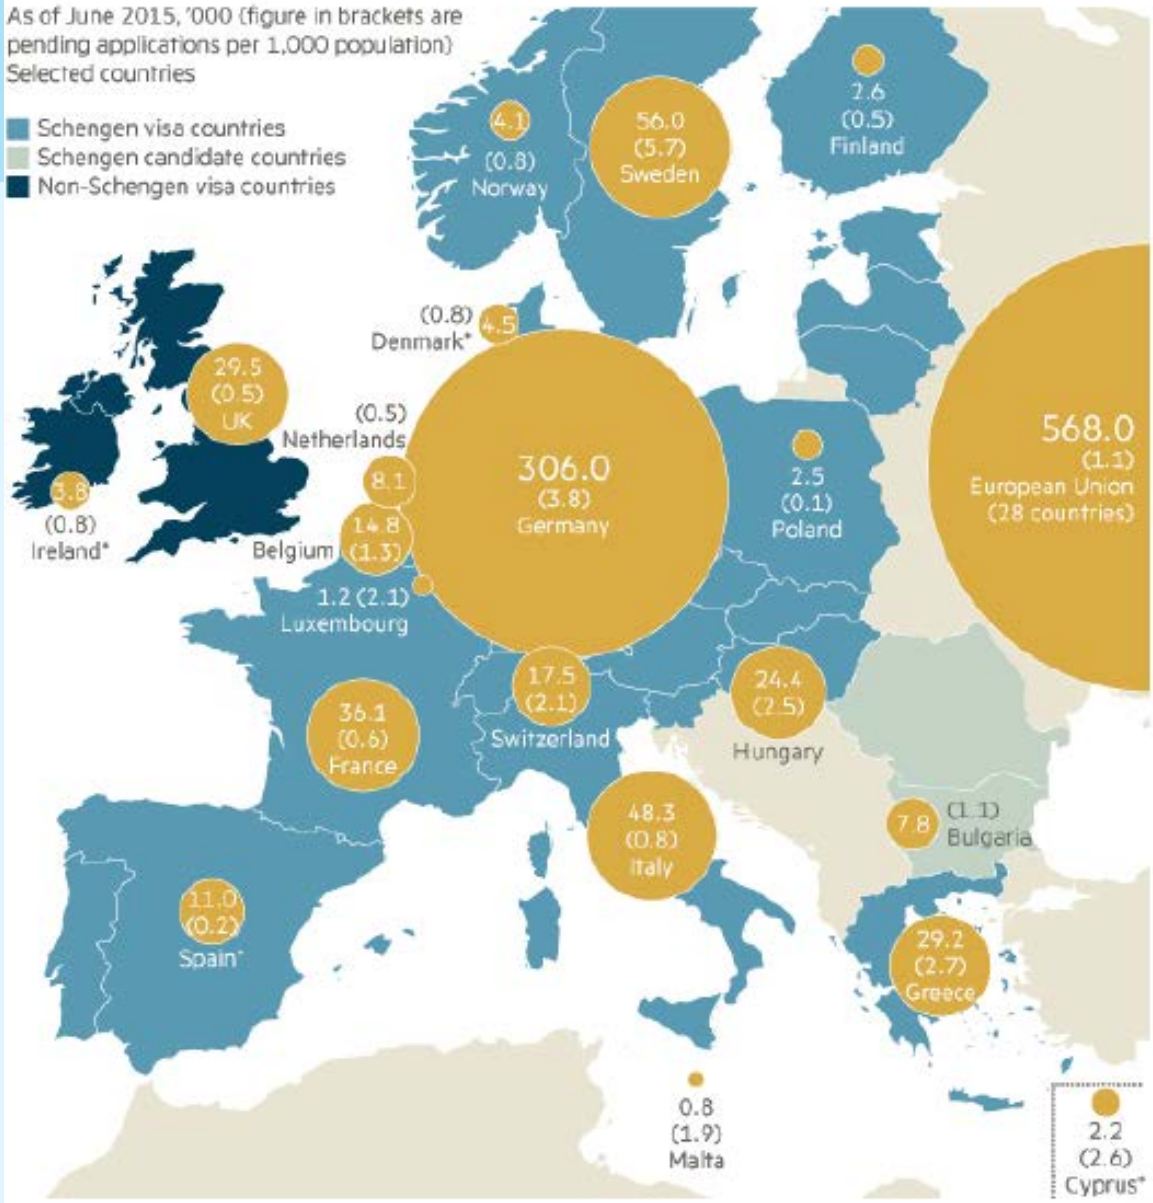 As of June 2015, '000 (figure in brackets are
pending applications per 1,000 population)
Selected countries
Schengen visa countries
Schengen candidate countries
Non-Schengen visa countries
4.1
(0.8)
Norway
56.0
(5.7)
Sweden
2.6
(0.5)
Finland
(0.8)
Denmark*
4.5
29.5
(0.5)
UK
3.8
(0.8)
Ireland*
(0.5)
Netherlands
8.1
Belgium
14.8
(1.3)
1.2 (2.1)
Luxembourg
306.0
(3.8)
Germany
2.5
(0.1)
Poland
568.0
(1.1)
European Union
(28 countries)
17.5
(2.1)
Switzerland
24.4
(2.5)
Hungary
36.1
(0.6)
France
48.3
(0.8)
Italy
7.8
(1.1)
Bulgaria
11.0
(0.2)
Spain*
29.2
(2.7)
Greece
0.8
(1.9)
Malta
2.2
(2.6)
Cyprus*